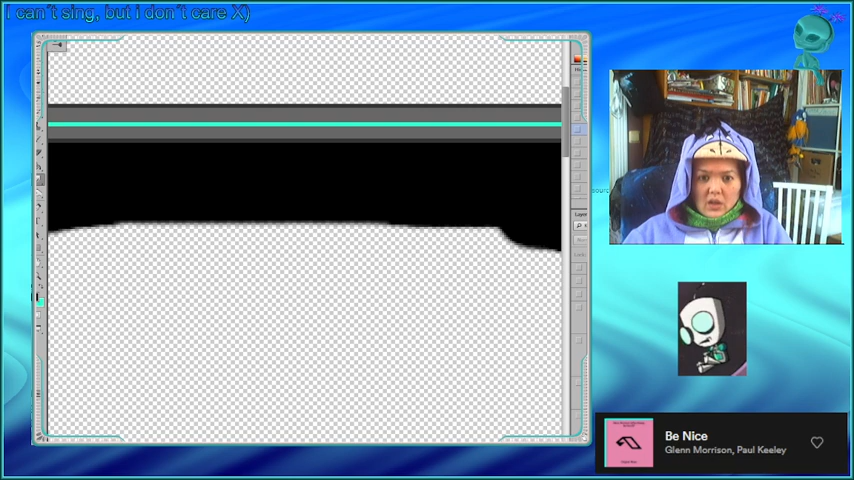 i can't sing, but i don't care X)
Be Nice
Glenn Morrison, Paul Keeley